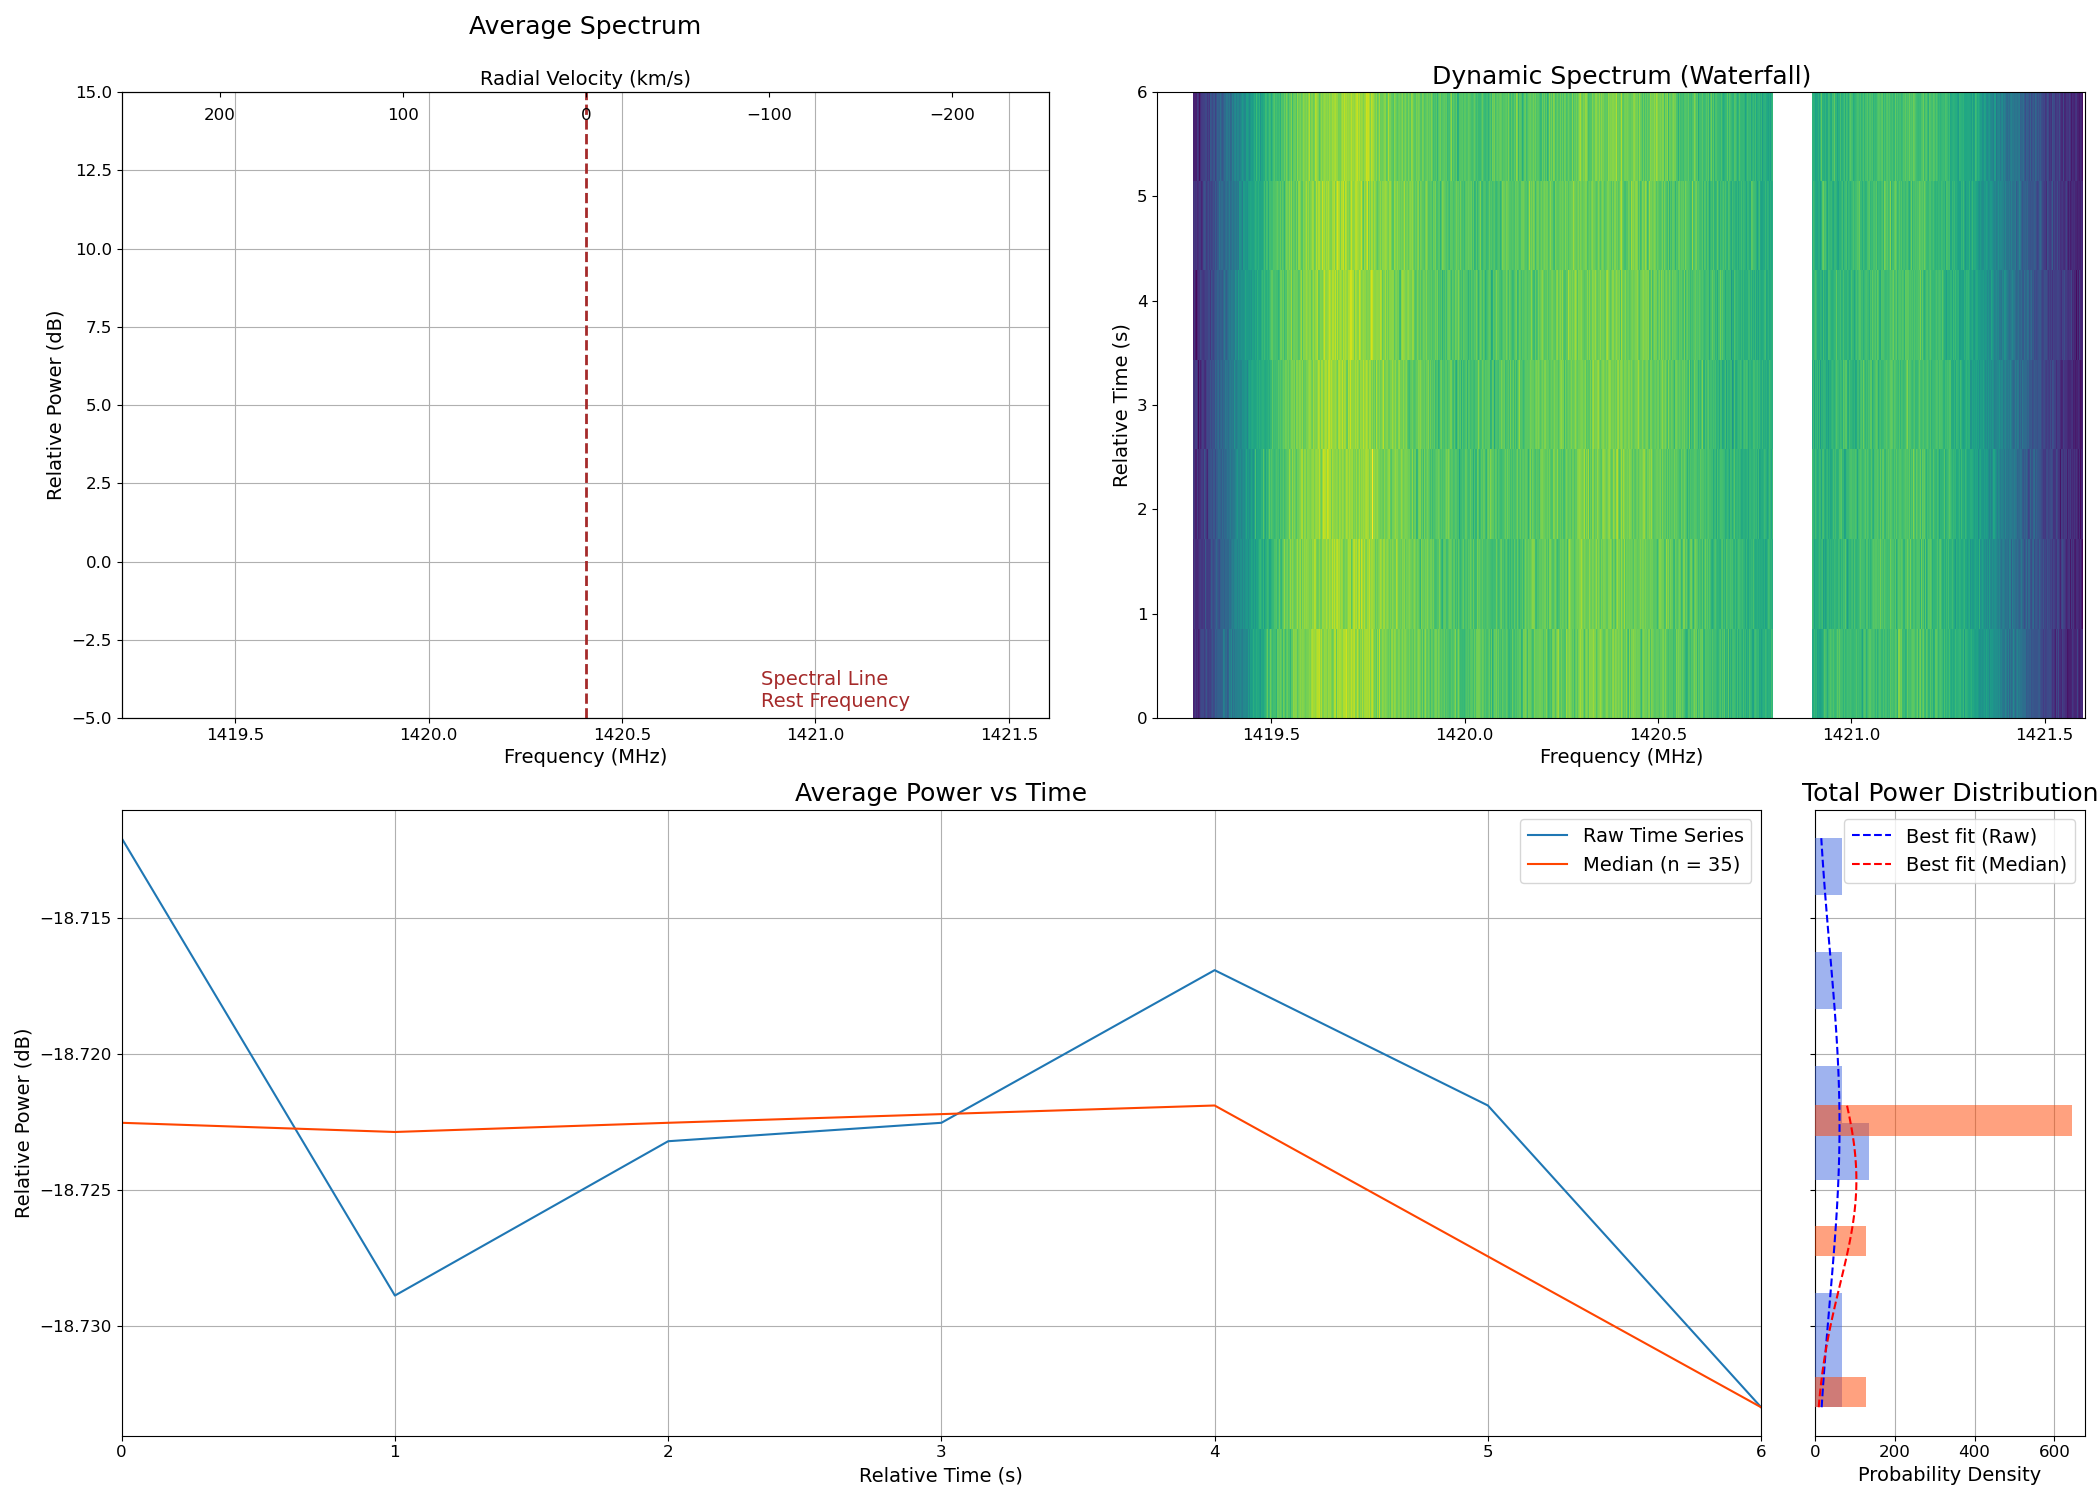 Average Spectrum
Radial Velocity (km/s)
200 100 0 −100 −200
15.0
12.5
10.0
7.5
5.0
2.5
0.0
−2.5
−5.0
Relative Power (dB)
Spectral Line
Rest Frequency
1419.5 1420.0 1420.5 1421.0 1421.5
Frequency (MHz)
Dynamic Spectrum (Waterfall)
6
5
4
3
2
1
0
Relative Time (s)
1419.5 1420.0 1420.5 1421.0 1421.5
Frequency (MHz)
Average Power vs Time
Raw Time Series
Median (n = 35)
−18.715
−18.720
−18.725
−18.730
Relative Power (dB)
0 1 2 3 4 5 6
Relative Time (s)
Total Power Distribution
Best fit (Raw)
Best fit (Median)
0 200 400 600
Probability Density